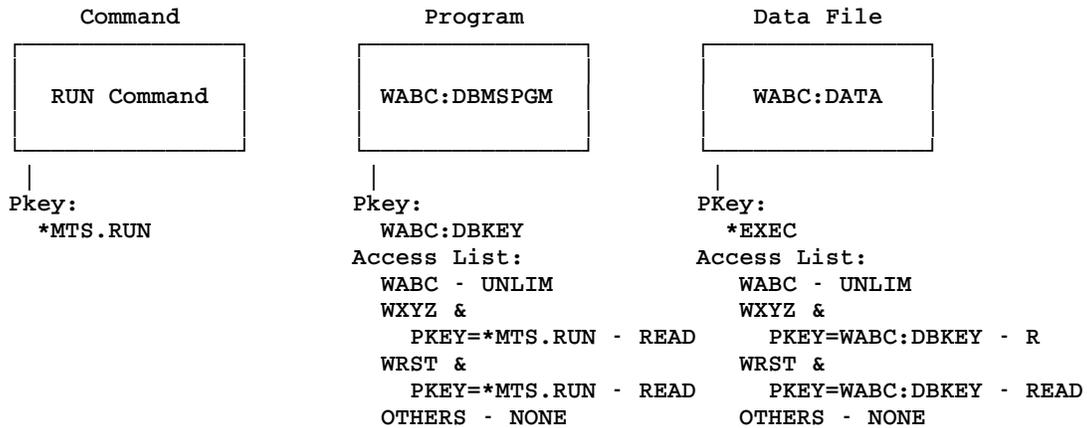 Command Program Data File
RUN Command WABC:DBMSPGM WABC:DATA
Pkey: Pkey: PKey:
*MTS.RUN WABC:DBKEY *EXEC
Access List: Access List:
WABC - UNLIM WABC - UNLIM
WXYZ & WXYZ &
PKEY=*MTS.RUN - READ PKEY=WABC:DBKEY - R
WRST & WRST &
PKEY=*MTS.RUN - READ PKEY=WABC:DBKEY - READ
OTHERS - NONE OTHERS - NONE